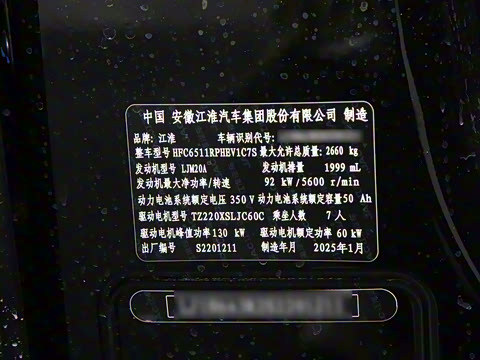 中国 安徽江淮汽车集团股份有限公司 制造
品牌: 江淮 车辆识别代号:
整车型号 HFC6511RPHEV1C7S 最大允许总质量: 2660 kg
发动机型号 LJM20A 发动机排量 1999 mL
发动机最大净功率/转速 92 kW/5600 r/min
动力电池系统额定电压 350 V 动力电池系统额定容量 50 Ah
驱动电机型号 TZ220XSLJC60C 乘坐人数 7 人
驱动电机峰值功率 130 kW 驱动电机额定功率 60 kW
出厂编号 S2201211 制造年月 2025年1月